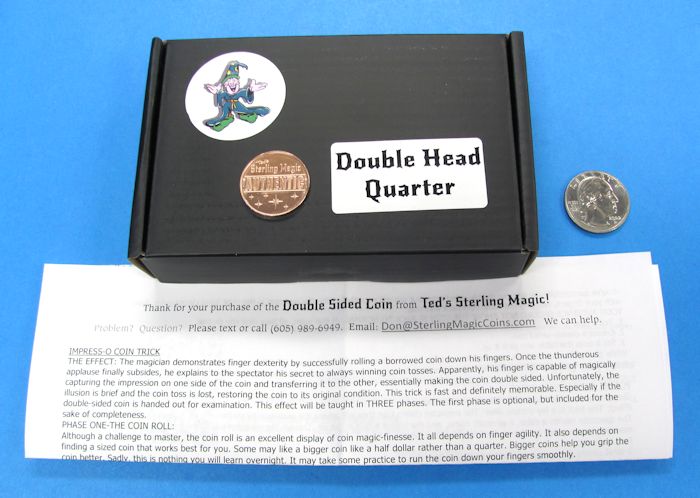 Sterling Magic
AUTHENTIC
Double Head
Quarter
Thank for your purchase of the Double Sided Coin from Ted's Sterling Magic!
Problem? Question? Please text or call (605) 989-6949. Email: Don@SterlingMagicCoins.com We can help.
IMPRESS-O COIN TRICK
THE EFFECT: The magician demonstrates finger dexterity by successfully rolling a borrowed coin down his fingers. Once the thunderous
applause finally subsides, he explains to the spectator his secret to always winning coin tosses. Apparently, his finger is capable of magically
capturing the impression on one side of the coin and transferring it to the other, essentially making the coin double sided. Unfortunately, the
illusion is brief and the coin toss is lost, restoring the coin to its original condition. This trick is fast and definitely memorable. Especially if the
double-sided coin is handed out for examination. This effect will be taught in THREE phases. The first phase is optional, but included for the
sake of completeness.
PHASE ONE-THE COIN ROLL:
Although a challenge to master, the coin roll is an excellent display of coin magic-finesse. It all depends on finger agility. It also depends on
finding a sized coin that works best for you. Some may like a bigger coin like a half dollar rather than a quarter. Bigger coins help you grip the
coin better. Sadly, this is nothing you will learn overnight. It may take some practice to run the coin down your fingers smoothly.